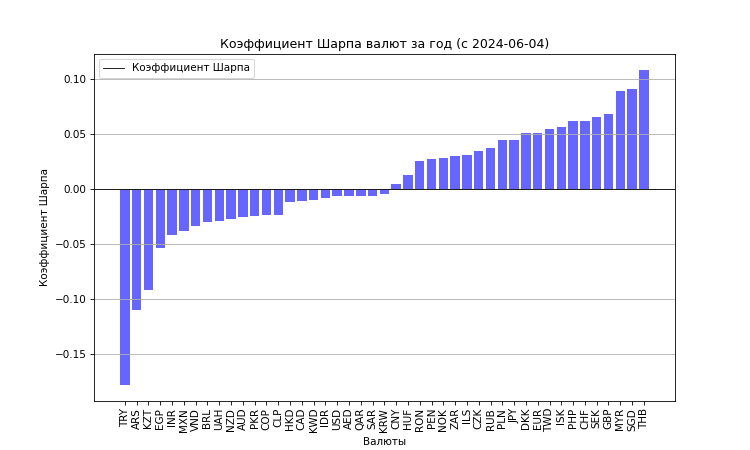 Коэффициент Шарпа валют за год (с 2024-06-04)
Коэффициент Шарпа
0.10
0.05
0.00
−0.05
−0.10
−0.15
Коэффициент Шарпа
TRY ARS KZT EGP INR MXN VND BRL UAH NZD AUD PKR COP CLP HKD CAD KWD IDR USD AED QAR SAR KRW CNY HUF RON PEN NOK ZAR ILS CZK RUB PLN JPY DKK EUR TWD ISK PHP CHF SEK GBP MYR SGD THB
Валюты